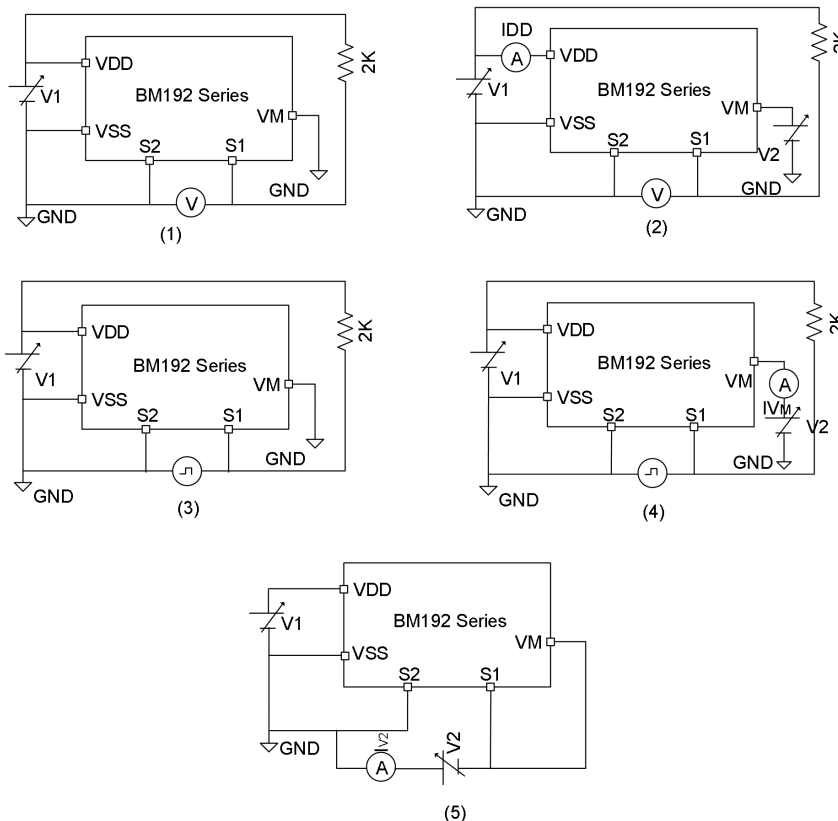 VDD
V1
BM192 Series
2K
VM
VSS
S2
S1
GND
V
GND
(1)
IDD
A
VDD
V1
BM192 Series
2K
VM
VSS
V2
S2
S1
GND
V
GND
(2)
VDD
V1
BM192 Series
2K
VM
VSS
S2
S1
GND
GND
(3)
VDD
V1
BM192 Series
2K
VM
A
VSS
IVM
V2
S2
S1
GND
GND
(4)
VDD
V1
BM192 Series
VM
VSS
S2
S1
GND
IV2
V2
A
(5)